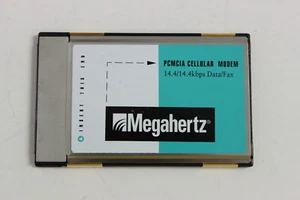 PCMCIA CELLULAR MODEM
14.4/14.4kbps Data/Fax
INSERT THIS END
Megahertz®